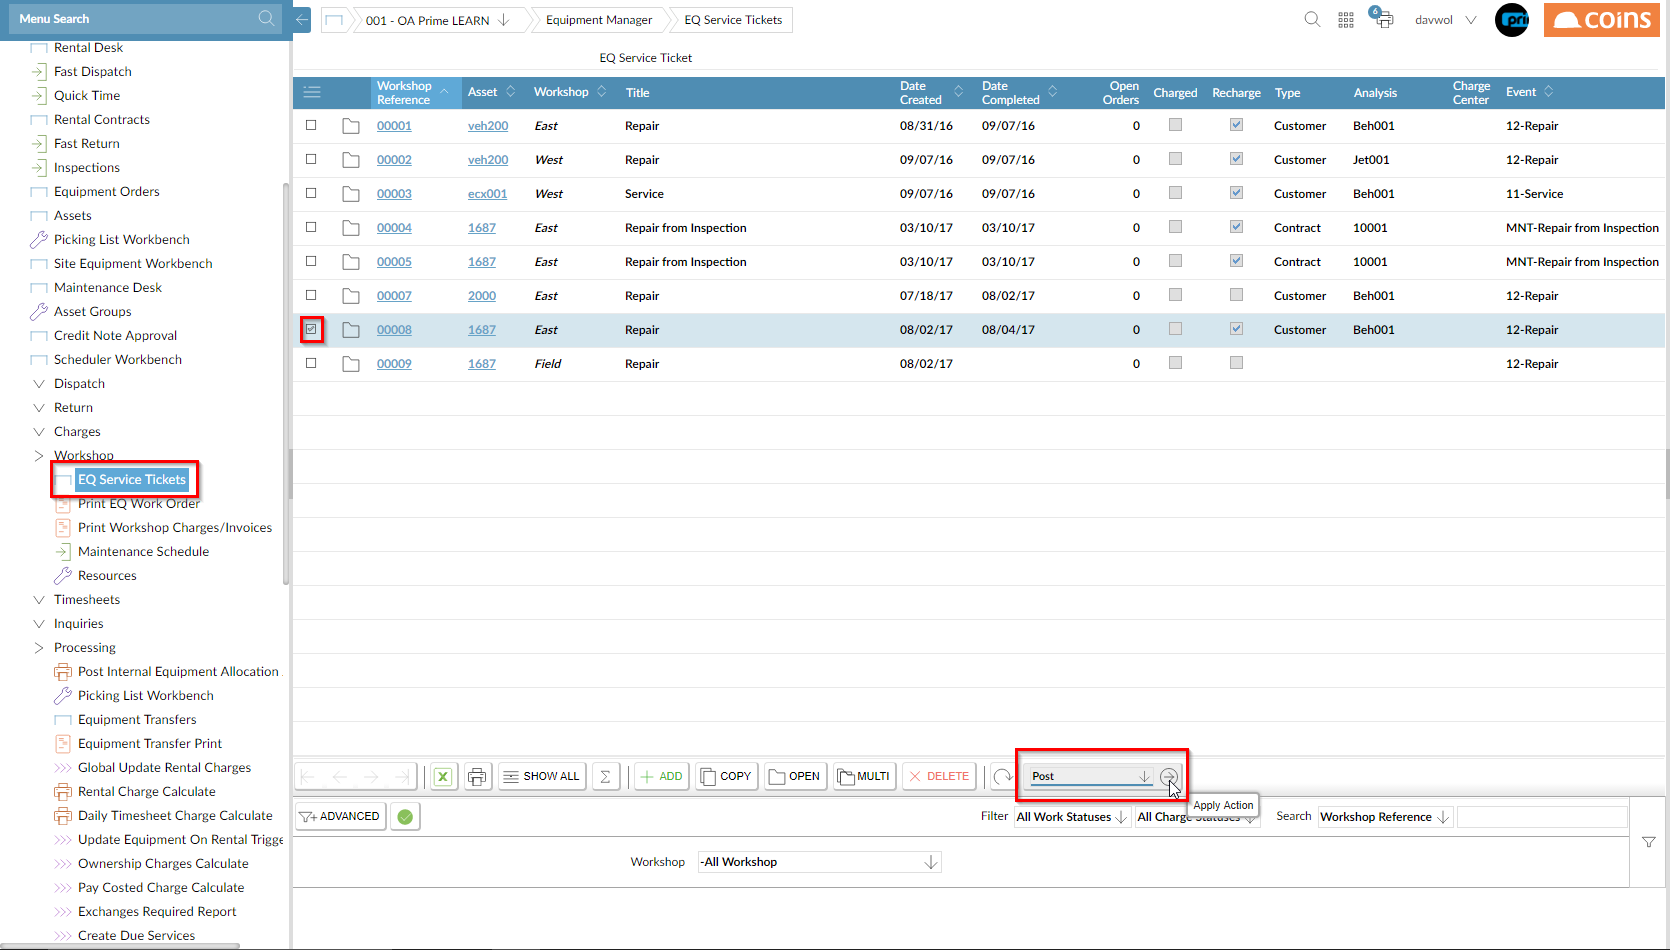 Menu Search
001 - OA Prime LEARN
Equipment Manager
EQ Service Tickets
6
davwol
pri
coins
EQ Service Ticket
Rental Desk
Fast Dispatch
Quick Time
Rental Contracts
Fast Return
Inspections
Equipment Orders
Assets
Picking List Workbench
Site Equipment Workbench
Maintenance Desk
Asset Groups
Credit Note Approval
Scheduler Workbench
Dispatch
Return
Charges
Workshop
EQ Service Tickets
Print EQ Work Order
Print Workshop Charges/Invoices
Maintenance Schedule
Resources
Timesheets
Inquiries
Processing
Post Internal Equipment Allocation
Picking List Workbench
Equipment Transfers
Equipment Transfer Print
Global Update Rental Charges
Rental Charge Calculate
Daily Timesheet Charge Calculate
Update Equipment On Rental Trigge
Ownership Charges Calculate
Pay Costed Charge Calculate
Exchanges Required Report
Create Due Services
Workshop Reference Asset Workshop Title Date Created Date Completed Open Orders Charged Recharge Type Analysis Charge Center Event
00001 veh200 East Repair 08/31/16 09/07/16 0 Customer Beh001 12-Repair
00002 veh200 West Repair 09/07/16 09/07/16 0 Customer Jet001 12-Repair
00003 ecx001 West Service 09/07/16 09/07/16 0 Customer Beh001 11-Service
00004 1687 East Repair from Inspection 03/10/17 03/10/17 0 Contract 10001 MNT-Repair from Inspection
00005 1687 East Repair from Inspection 03/10/17 03/10/17 0 Contract 10001 MNT-Repair from Inspection
00007 2000 East Repair 07/18/17 08/02/17 0 Customer Beh001 12-Repair
00008 1687 East Repair 08/02/17 08/04/17 0 Customer Beh001 12-Repair
00009 1687 Field Repair 08/02/17 0 12-Repair
X SHOW ALL Σ ADD COPY OPEN MULTI DELETE Post
Apply Action
ADVANCED Filter All Work Statuses All Charge Statuses Search Workshop Reference
Workshop -All Workshop